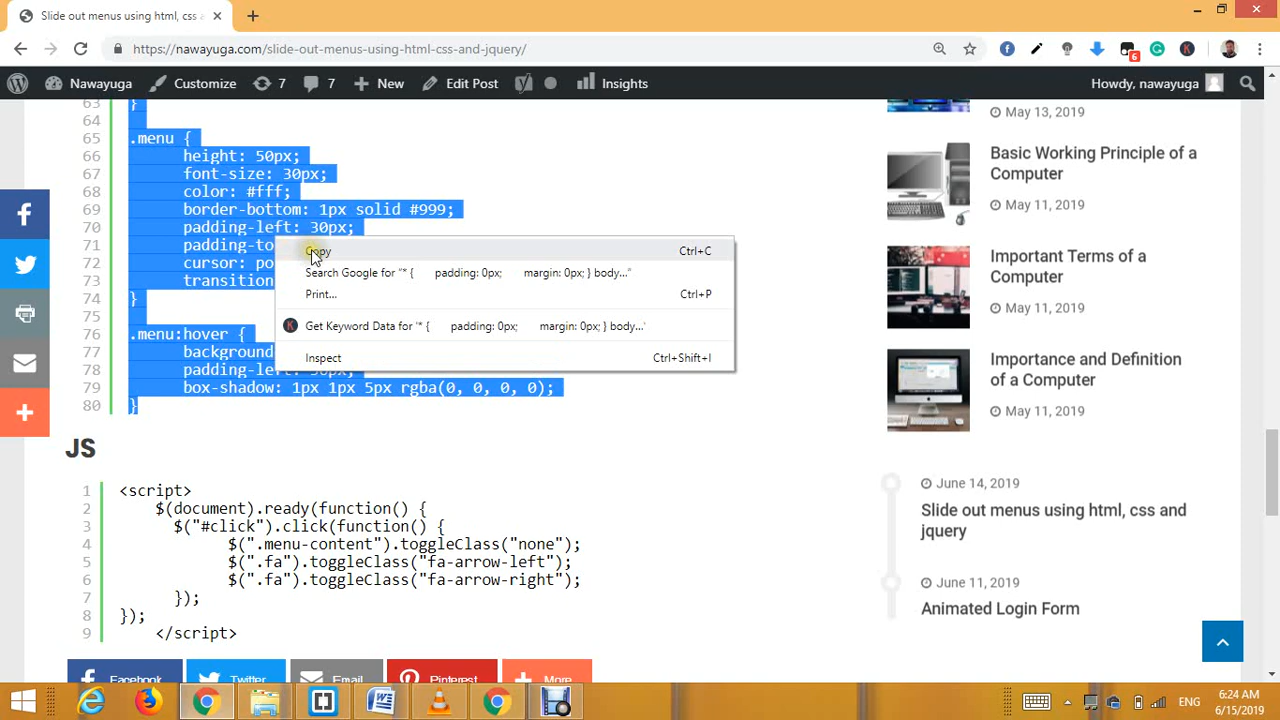 Slide out menus using html, css a
https://nawayuga.com/slide-out-menus-using-html-css-and-jquery/
6
Nawayuga Customize 7 7 New Edit Post Insights Howdy, nawayuga
63 }
64
65 .menu {
66 height: 50px;
67 font-size: 30px;
68 color: #fff;
69 border-bottom: 1px solid #999;
70 padding-left: 30px;
71 padding-to
72 cursor: po
73 transition
74 }
75
76 .menu:hover {
77 background
78 padding-left:
79 box-shadow: 1px 1px 5px rgba(0, 0, 0, 0);
80 }
Copy Ctrl+C
Search Google for "* { padding: 0px; margin: 0px; } body..."
Print... Ctrl+P
Get Keyword Data for '* { padding: 0px; margin: 0px; } body...'
Inspect Ctrl+Shift+I
JS
1 <script>
2 $(document).ready(function() {
3 $("#click").click(function() {
4 $(".menu-content").toggleClass("none");
5 $(".fa").toggleClass("fa-arrow-left");
6 $(".fa").toggleClass("fa-arrow-right");
7 });
8 });
9 </script>
Facebook Twitter Email Pinterest More
May 13, 2019
Basic Working Principle of a
Computer
May 11, 2019
Important Terms of a
Computer
May 11, 2019
Importance and Definition
of a Computer
May 11, 2019
June 14, 2019
Slide out menus using html, css and
jquery
June 11, 2019
Animated Login Form
ENG
6:24 AM
6/15/2019